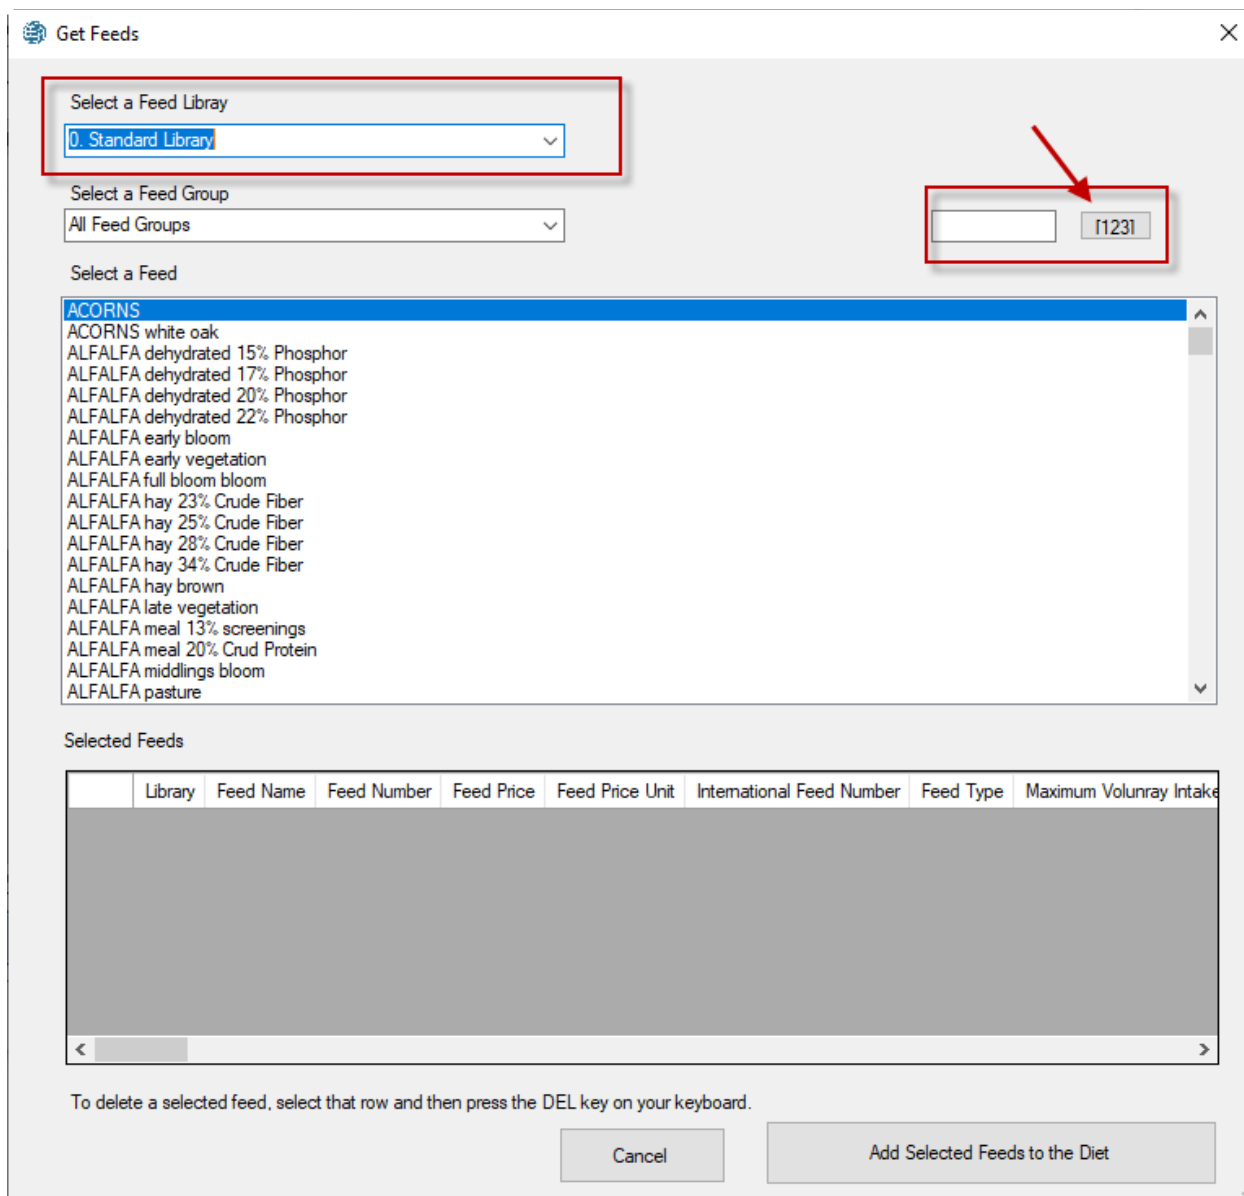 Get Feeds
Select a Feed Libray
0. Standard Library
Select a Feed Group
All Feed Groups
[123]
Select a Feed
ACORNS
ACORNS white oak
ALFALFA dehydrated 15% Phosphor
ALFALFA dehydrated 17% Phosphor
ALFALFA dehydrated 20% Phosphor
ALFALFA dehydrated 22% Phosphor
ALFALFA early bloom
ALFALFA early vegetation
ALFALFA full bloom bloom
ALFALFA hay 23% Crude Fiber
ALFALFA hay 25% Crude Fiber
ALFALFA hay 28% Crude Fiber
ALFALFA hay 34% Crude Fiber
ALFALFA hay brown
ALFALFA late vegetation
ALFALFA meal 13% screenings
ALFALFA meal 20% Crud Protein
ALFALFA middlings bloom
ALFALFA pasture
Selected Feeds
Library Feed Name Feed Number Feed Price Feed Price Unit International Feed Number Feed Type Maximum Volunray Intake
To delete a selected feed, select that row and then press the DEL key on your keyboard.
Cancel Add Selected Feeds to the Diet